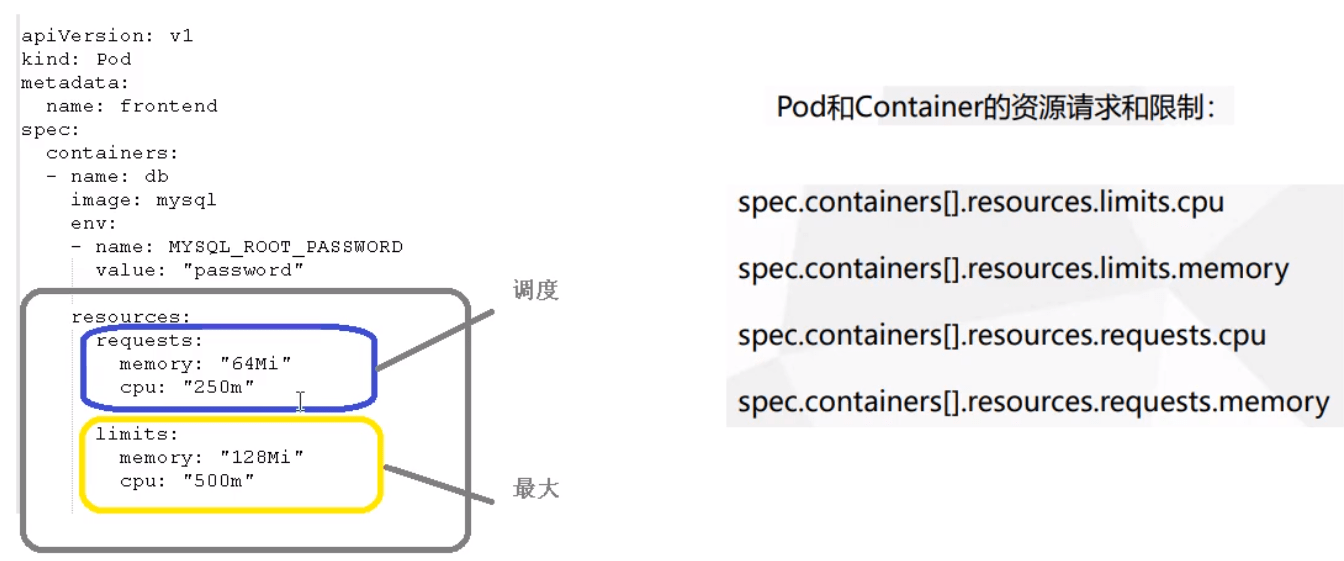 apiVersion: v1
kind: Pod
metadata:
  name: frontend
spec:
  containers:
  - name: db
    image: mysql
    env:
    - name: MYSQL_ROOT_PASSWORD
      value: "password"
    resources:
      requests:
        memory: "64Mi"
        cpu: "250m"
      limits:
        memory: "128Mi"
        cpu: "500m"
调度
最大
Pod和Container的资源请求和限制：
spec.containers[].resources.limits.cpu
spec.containers[].resources.limits.memory
spec.containers[].resources.requests.cpu
spec.containers[].resources.requests.memory